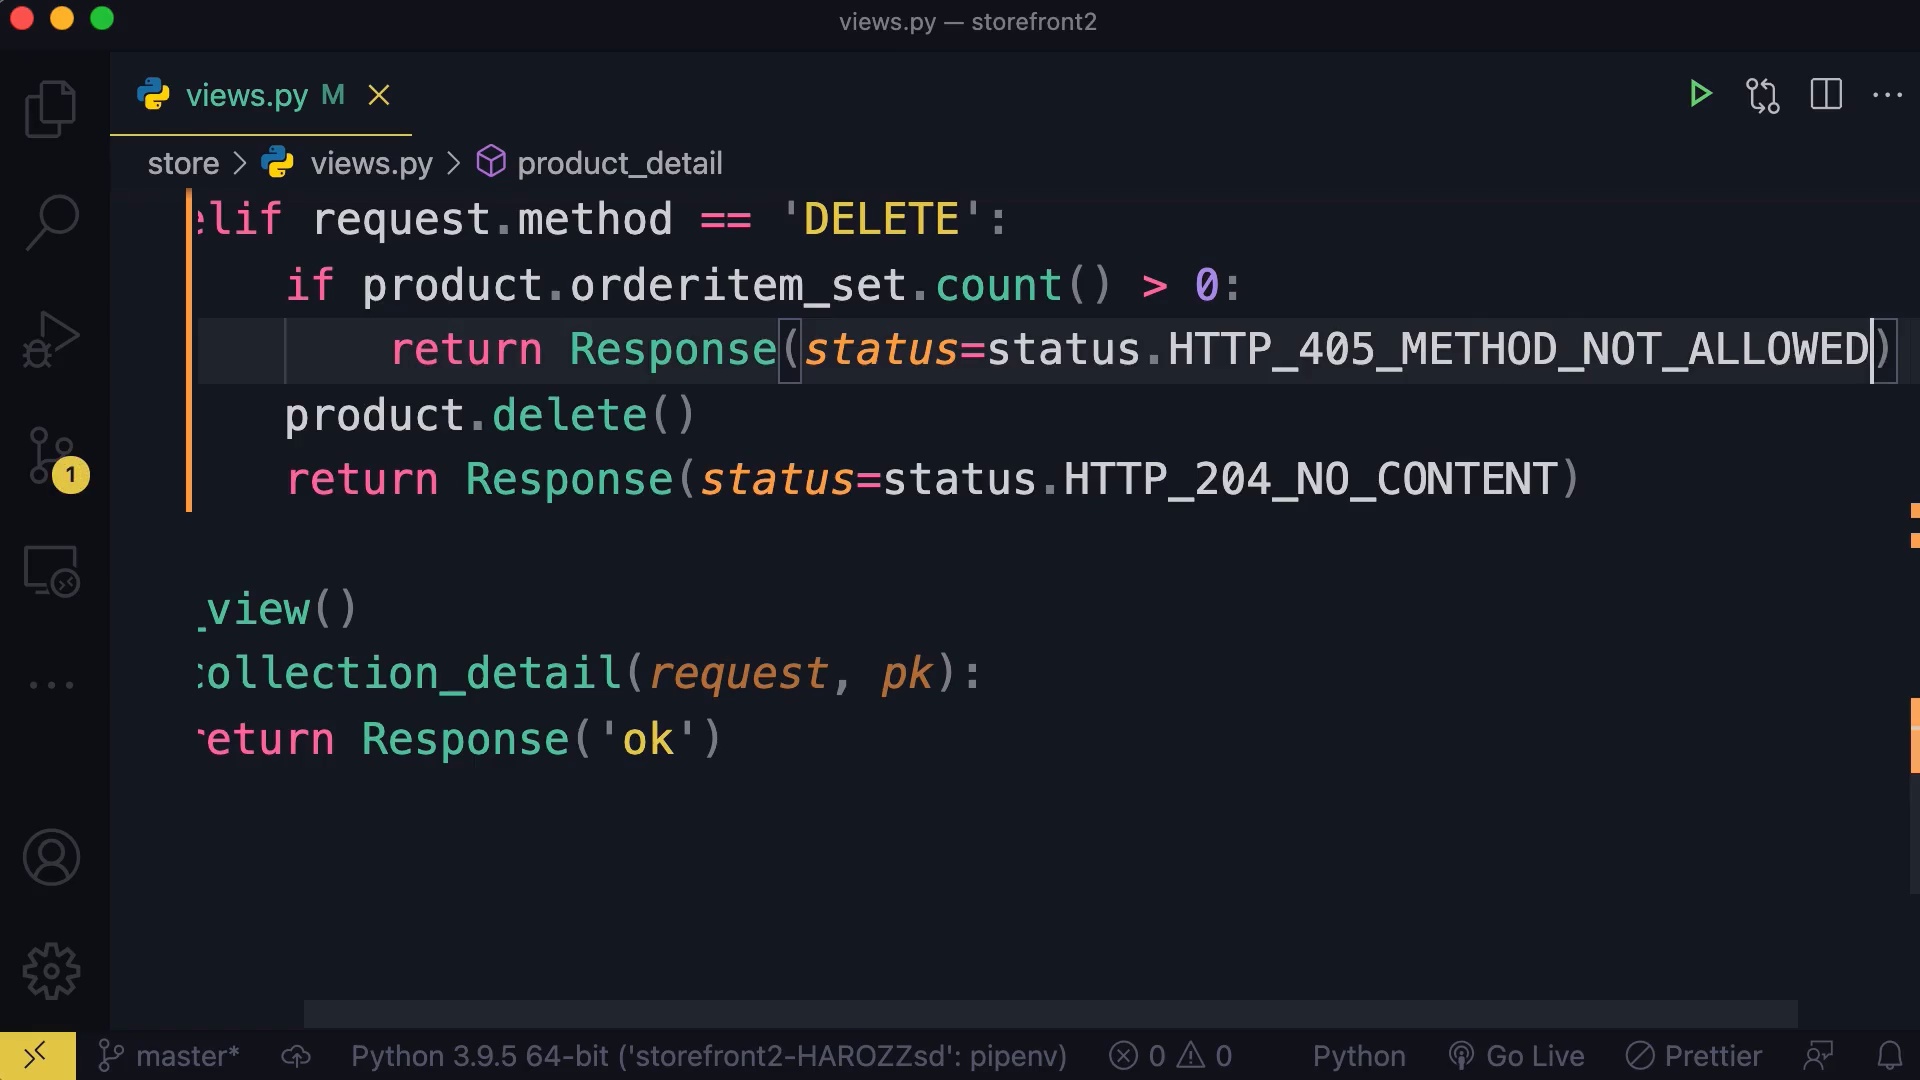 views.py — storefront2
views.py M
store > views.py > product_detail
elif request.method == 'DELETE':
if product.orderitem_set.count() > 0:
return Response(status=status.HTTP_405_METHOD_NOT_ALLOWED)
product.delete()
return Response(status=status.HTTP_204_NO_CONTENT)
_view()
collection_detail(request, pk):
return Response('ok')
1
master* Python 3.9.5 64-bit ('storefront2-HAROZZsd': pipenv) 0 0 Python Go Live Prettier